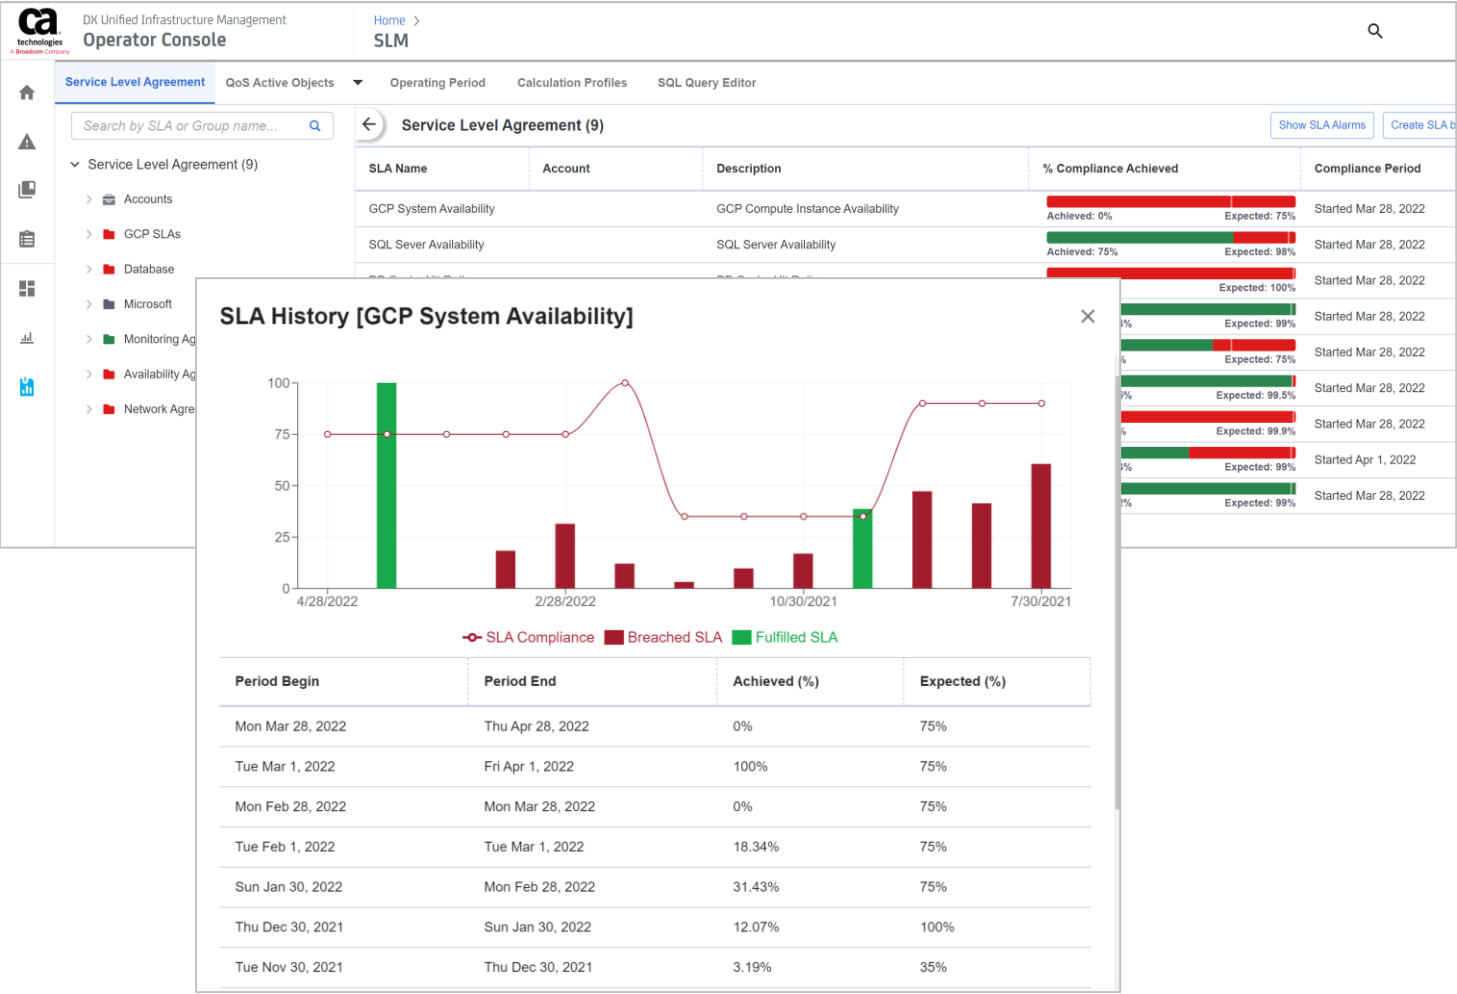 ca
technologies
A Broadcom Company
DX Unified Infrastructure Management
Operator Console
Home >
SLM
Service Level Agreement
QoS Active Objects
Operating Period
Calculation Profiles
SQL Query Editor
Search by SLA or Group name...
Service Level Agreement (9)
Show SLA Alarms
Create SLA b
Service Level Agreement (9)
Accounts
GCP SLAs
Database
Microsoft
Monitoring Ag
Availability Ag
Network Agre
SLA Name Account Description % Compliance Achieved Compliance Period
GCP System Availability GCP Compute Instance Availability Achieved: 0% Expected: 75% Started Mar 28, 2022
SQL Sever Availability SQL Server Availability Achieved: 75% Expected: 98% Started Mar 28, 2022
Expected: 100% Started Mar 28, 2022
% Expected: 99% Started Mar 28, 2022
% Expected: 75% Started Mar 28, 2022
% Expected: 99.5% Started Mar 28, 2022
% Expected: 99.9% Started Mar 28, 2022
% Expected: 99% Started Apr 1, 2022
% Expected: 99% Started Mar 28, 2022
SLA History [GCP System Availability]
100
75
50
25
0
4/28/2022 2/28/2022 10/30/2021 7/30/2021
SLA Compliance Breached SLA Fulfilled SLA
Period Begin Period End Achieved (%) Expected (%)
Mon Mar 28, 2022 Thu Apr 28, 2022 0% 75%
Tue Mar 1, 2022 Fri Apr 1, 2022 100% 75%
Mon Feb 28, 2022 Mon Mar 28, 2022 0% 75%
Tue Feb 1, 2022 Tue Mar 1, 2022 18.34% 75%
Sun Jan 30, 2022 Mon Feb 28, 2022 31.43% 75%
Thu Dec 30, 2021 Sun Jan 30, 2022 12.07% 100%
Tue Nov 30, 2021 Thu Dec 30, 2021 3.19% 35%